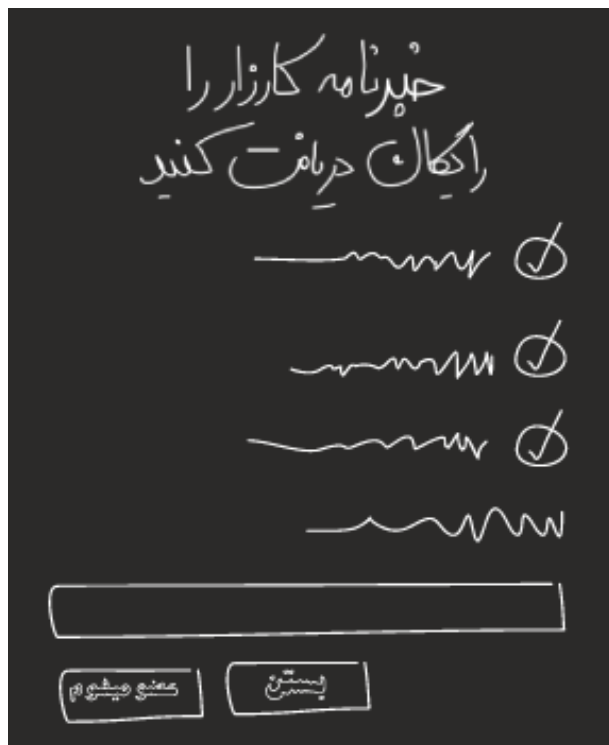 خبرنامه کارزار را
رایگان دریافت کنید
بستن
عضو میشوم